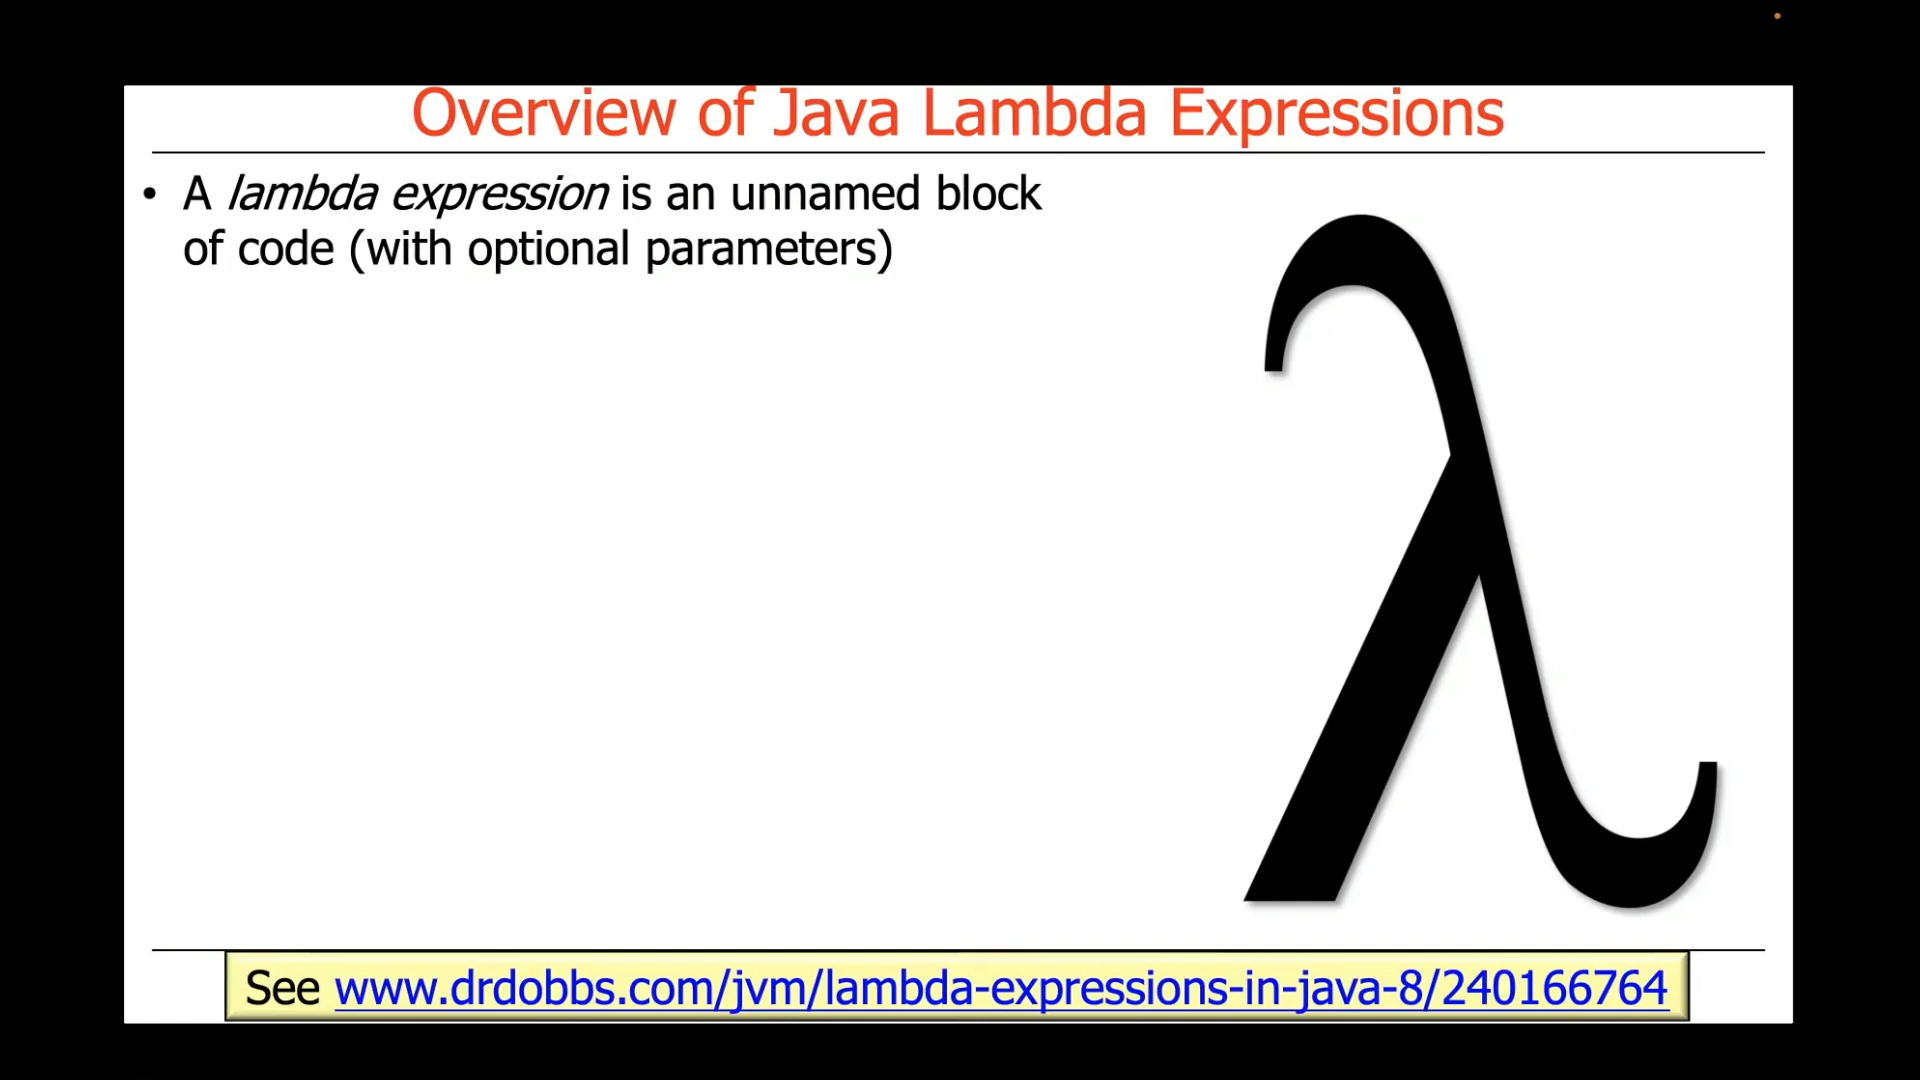 Overview of Java Lambda Expressions
• A lambda expression is an unnamed block
of code (with optional parameters)
λ
See www.drdobbs.com/jvm/lambda-expressions-in-java-8/240166764